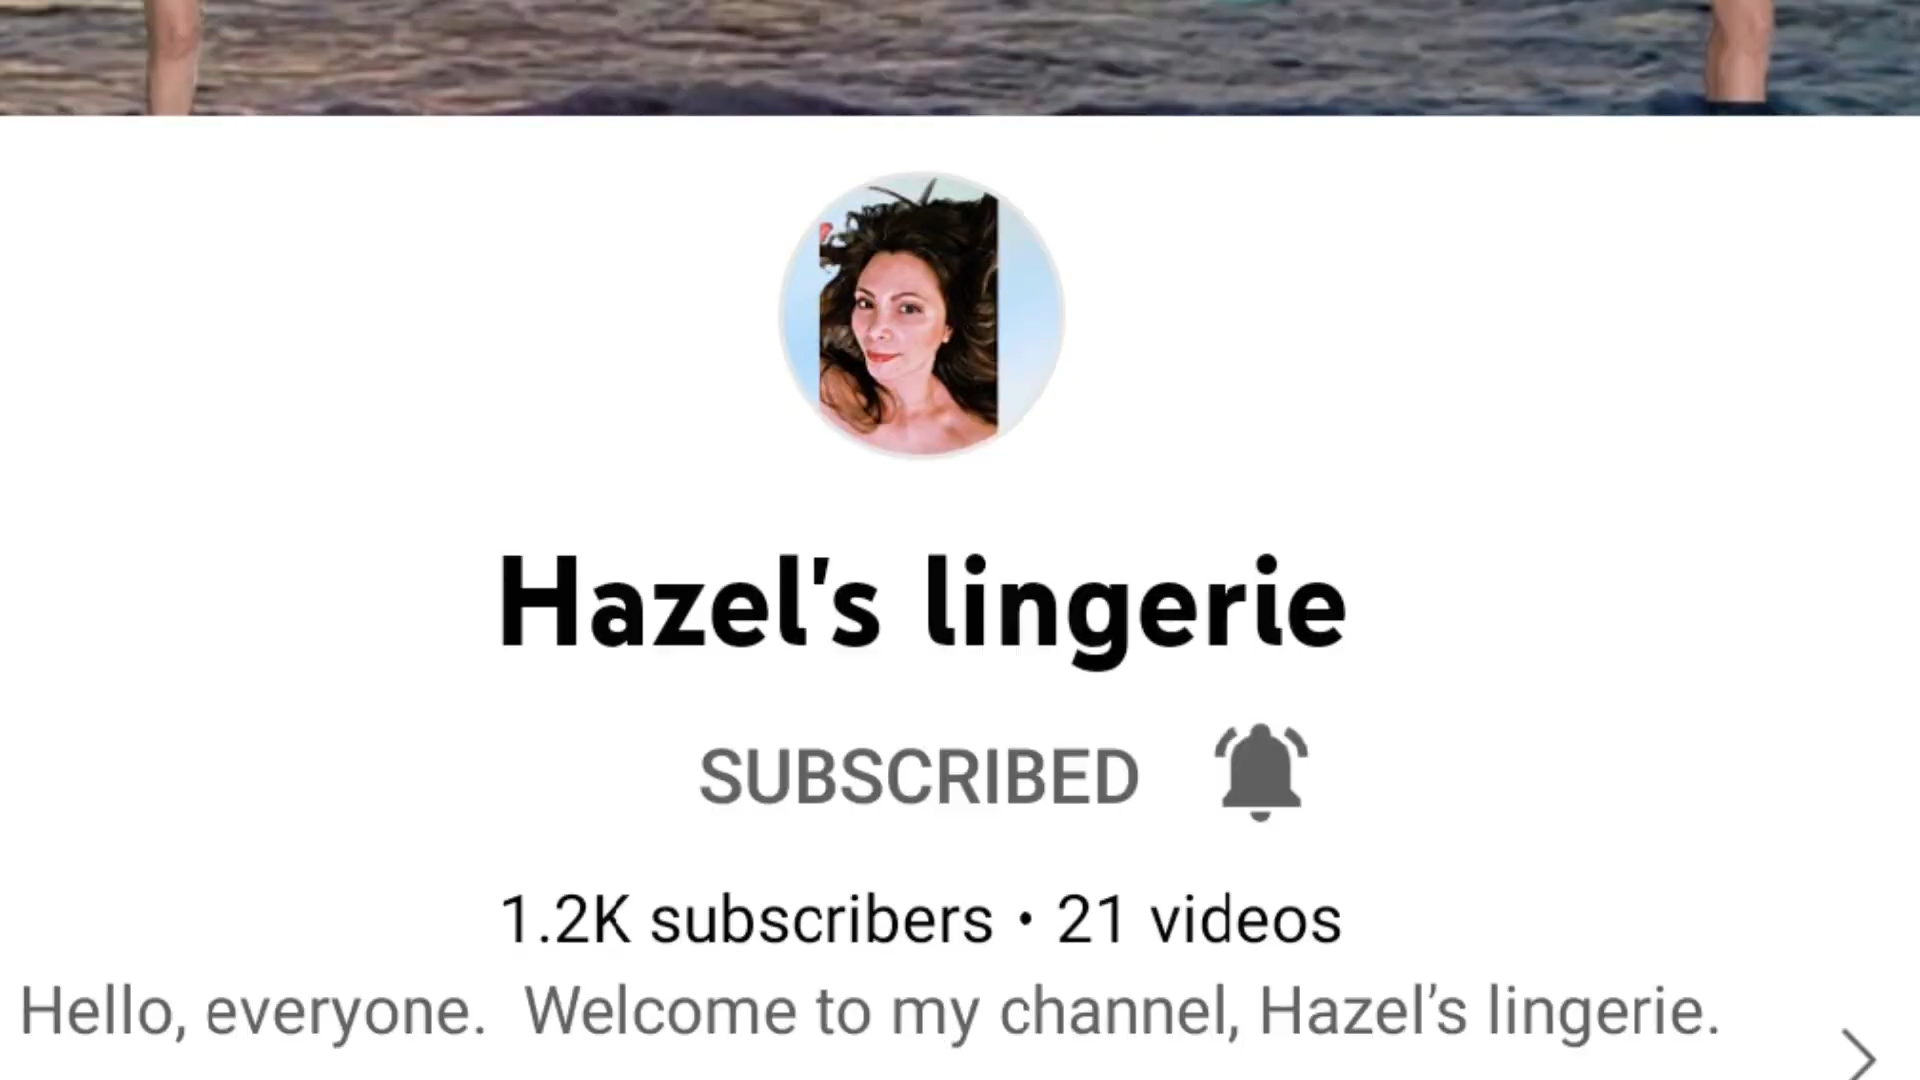 Hazel's lingerie
SUBSCRIBED
1.2K subscribers • 21 videos
Hello, everyone.  Welcome to my channel, Hazel’s lingerie.